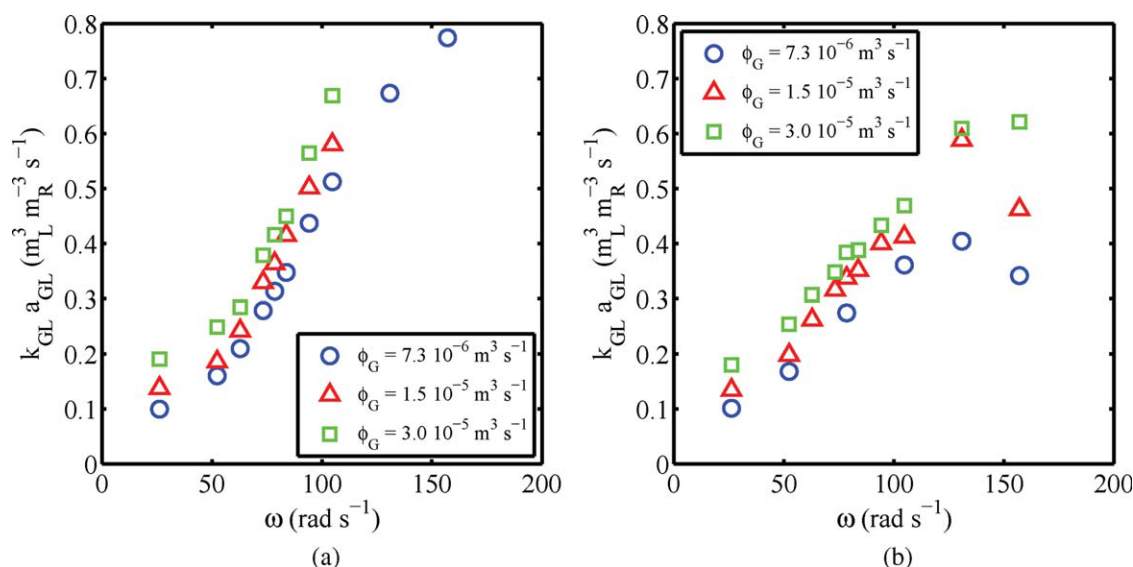 0.8
0.7
0.6
0.5
0.4
0.3
0.2
0.1
0
k_GL a_GL (m_L^3 m_R^-3 s^-1)
ϕ_G = 7.3 10^-6 m^3 s^-1
ϕ_G = 1.5 10^-5 m^3 s^-1
ϕ_G = 3.0 10^-5 m^3 s^-1
0 50 100 150 200
ω (rad s^-1)
(a)
0.8
0.7
0.6
0.5
0.4
0.3
0.2
0.1
0
k_GL a_GL (m_L^3 m_R^-3 s^-1)
ϕ_G = 7.3 10^-6 m^3 s^-1
ϕ_G = 1.5 10^-5 m^3 s^-1
ϕ_G = 3.0 10^-5 m^3 s^-1
0 50 100 150 200
ω (rad s^-1)
(b)